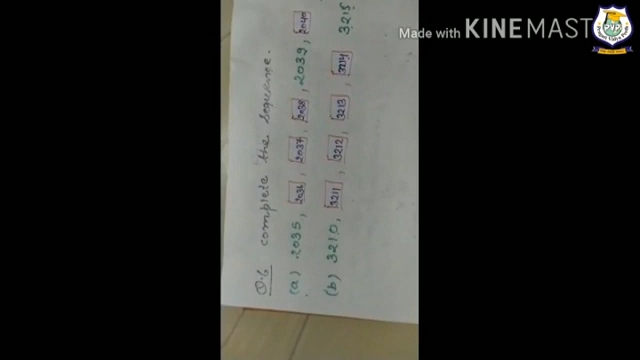 Made with KINEMASTER
PVP
Q.6 complete the sequence.
(a) 2035, 2036, 2037, 2038, 2039, 2040
(b) 3210, 3211, 3212, 3213, 3214, 3215